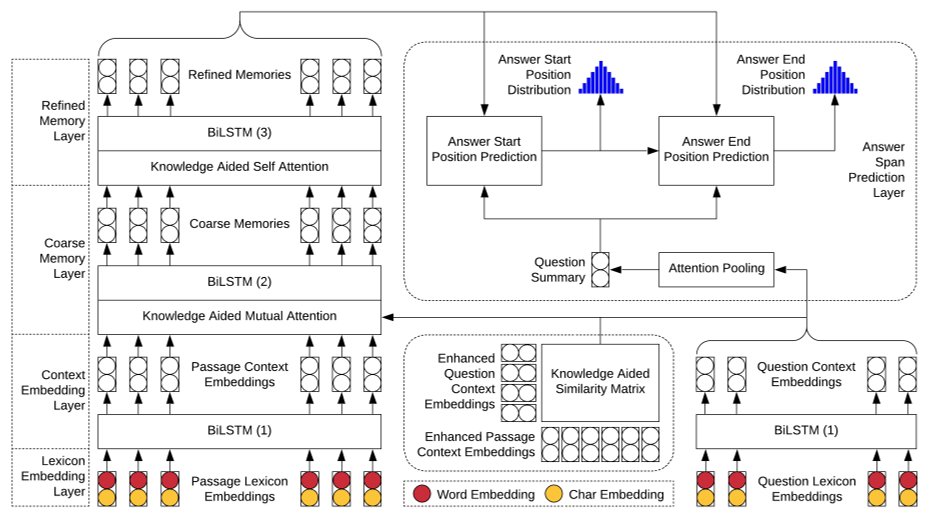 Refined
Memory
Layer
Refined Memories
BiLSTM (3)
Knowledge Aided Self Attention
Coarse
Memory
Layer
Coarse Memories
BiLSTM (2)
Knowledge Aided Mutual Attention
Context
Embedding
Layer
Passage Context
Embeddings
BiLSTM (1)
Lexicon
Embedding
Layer
Passage Lexicon
Embeddings
Answer Start
Position
Distribution
Answer End
Position
Distribution
Answer Start
Position Prediction
Answer End
Position Prediction
Answer
Span
Prediction
Layer
Question
Summary
Attention Pooling
Enhanced
Question
Context
Embeddings
Knowledge Aided
Similarity Matrix
Enhanced Passage
Context Embeddings
Word Embedding
Char Embedding
Question Context
Embeddings
BiLSTM (1)
Question Lexicon
Embeddings